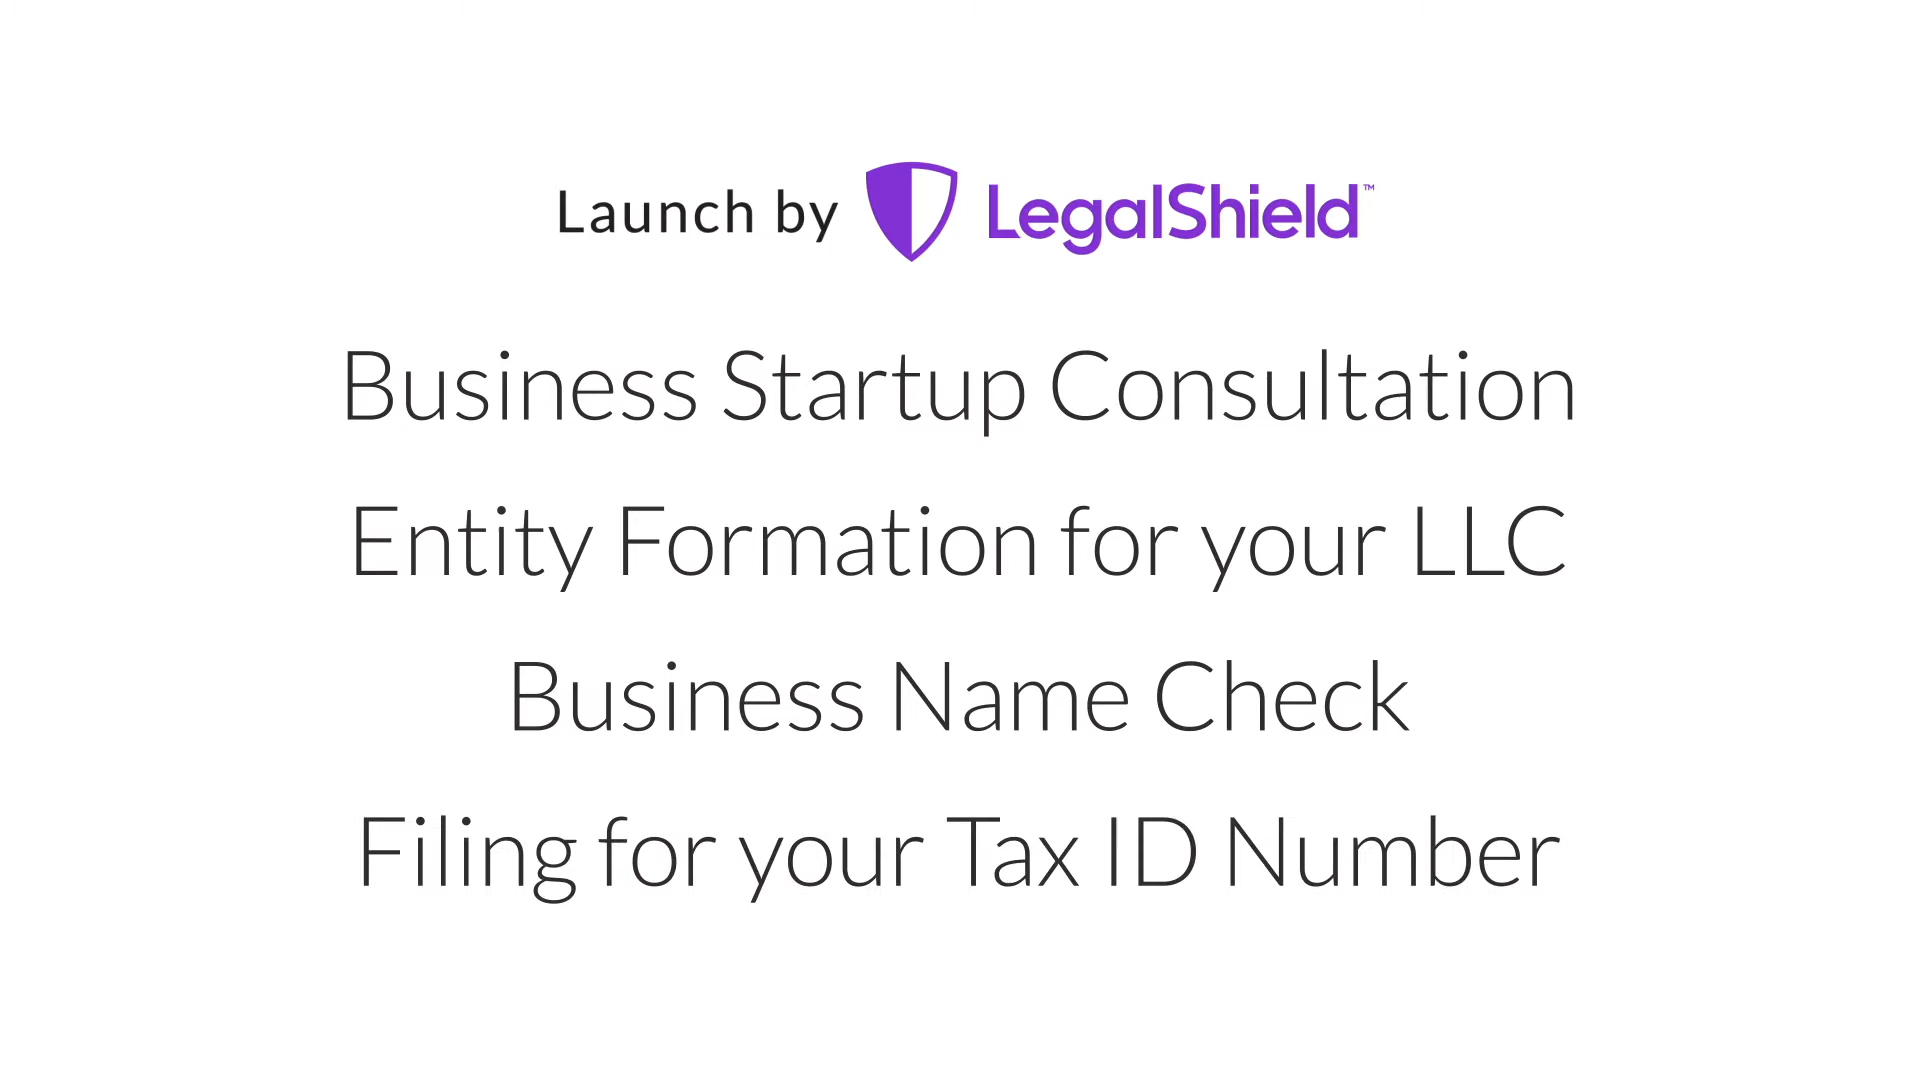 Launch by LegalShield™
Business Startup Consultation
Entity Formation for your LLC
Business Name Check
Filing for your Tax ID Number